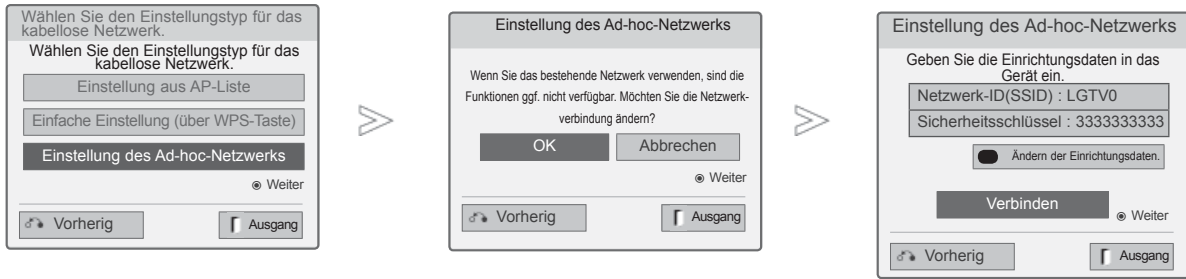 Wählen Sie den Einstellungstyp für das
kabellose Netzwerk.
Wählen Sie den Einstellungstyp für das
kabellose Netzwerk.
Einstellung aus AP-Liste
Einfache Einstellung (über WPS-Taste)
Einstellung des Ad-hoc-Netzwerks
Weiter
Vorherig
Ausgang
Einstellung des Ad-hoc-Netzwerks
Wenn Sie das bestehende Netzwerk verwenden, sind die
Funktionen ggf. nicht verfügbar. Möchten Sie die Netzwerk-
verbindung ändern?
OK
Abbrechen
Weiter
Vorherig
Ausgang
Einstellung des Ad-hoc-Netzwerks
Geben Sie die Einrichtungsdaten in das
Gerät ein.
Netzwerk-ID(SSID) : LGTV0
Sicherheitsschlüssel : 3333333333
Ändern der Einrichtungsdaten.
Verbinden
Weiter
Vorherig
Ausgang